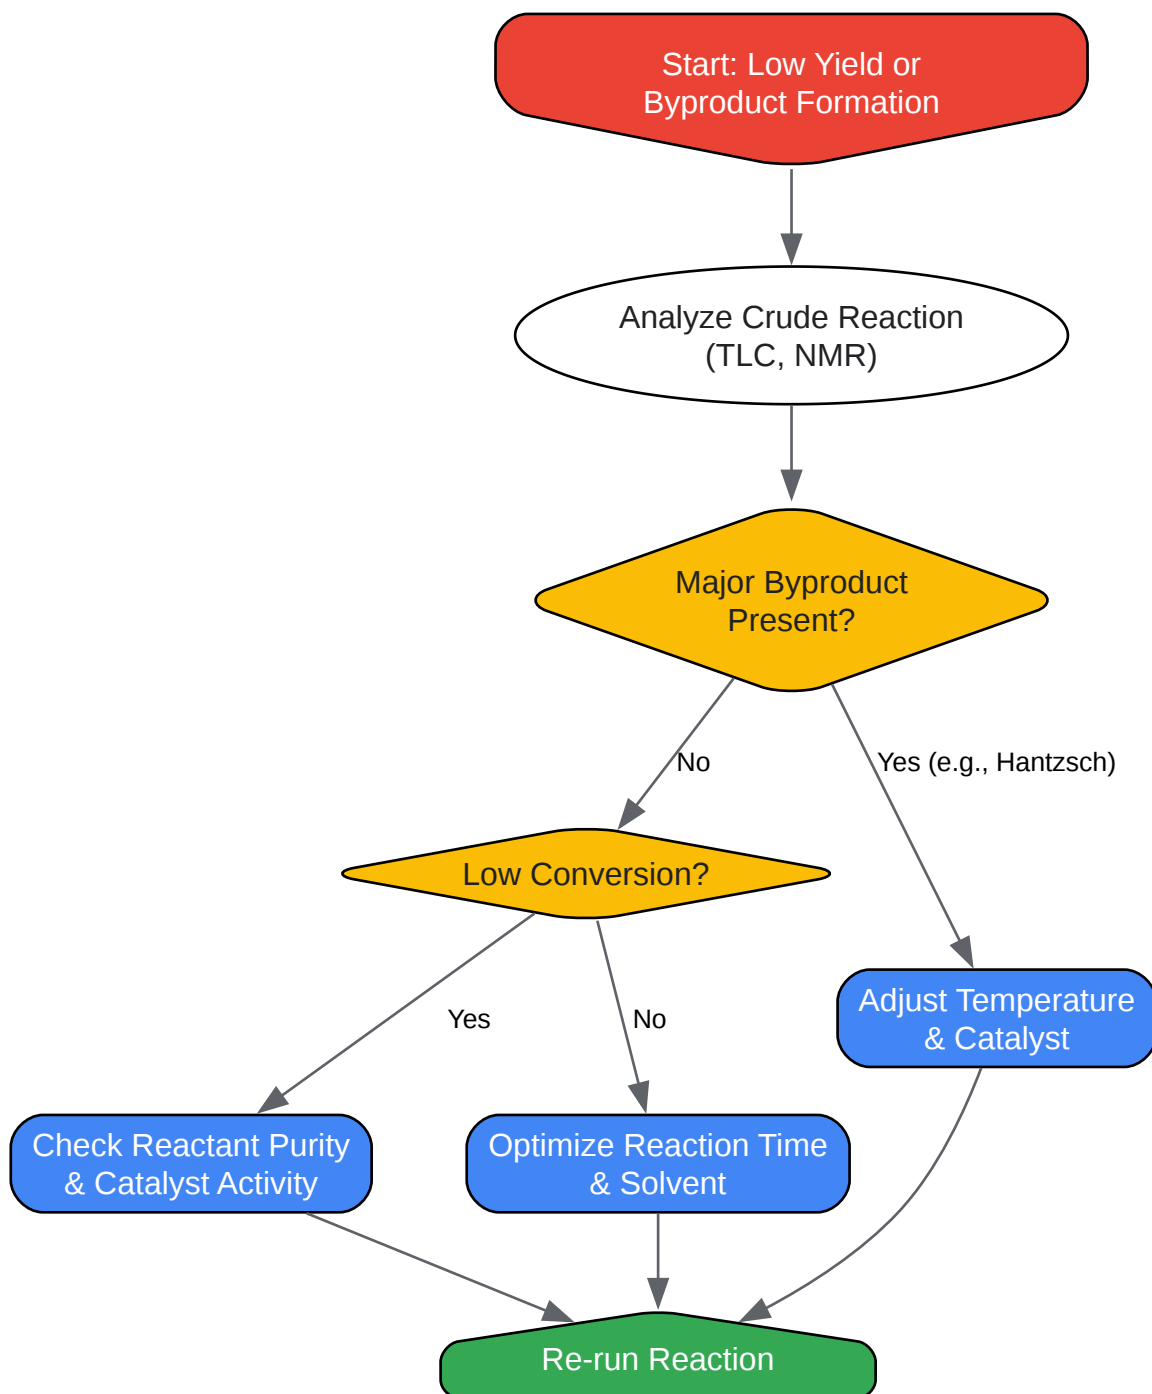 Start: Low Yield or
Byproduct Formation
Analyze Crude Reaction
(TLC, NMR)
Major Byproduct
Present?
No
Yes (e.g., Hantzsch)
Low Conversion?
Yes
No
Adjust Temperature
& Catalyst
Check Reactant Purity
& Catalyst Activity
Optimize Reaction Time
& Solvent
Re-run Reaction